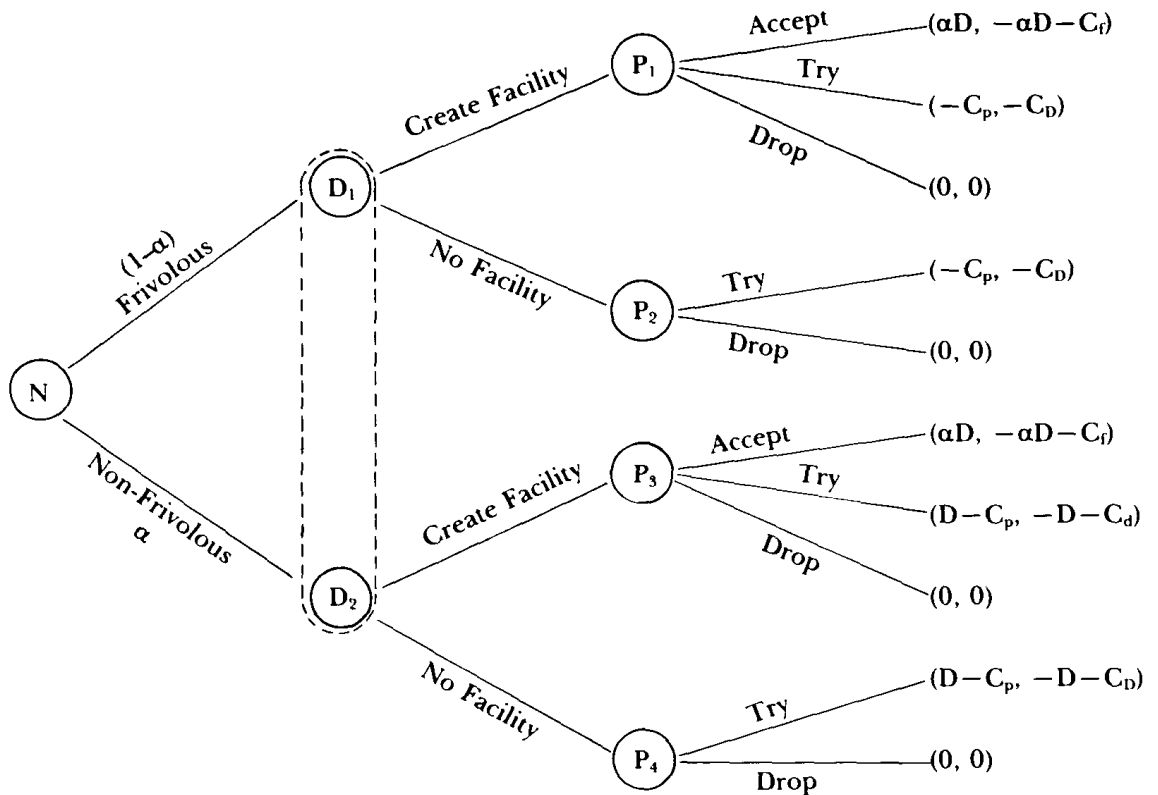 Accept (αD, −αD−C_f)
P₁
Try (−C_p, −C_D)
Create Facility
Drop (0, 0)
D₁
(1−α)
Frivolous
No Facility
P₂
Try (−C_p, −C_D)
Drop (0, 0)
N
Accept (αD, −αD−C_f)
Create Facility
P₃
Try (D−C_p, −D−C_d)
Non-Frivolous
α
Drop (0, 0)
D₂
No Facility
Try (D−C_p, −D−C_D)
P₄
Drop (0, 0)